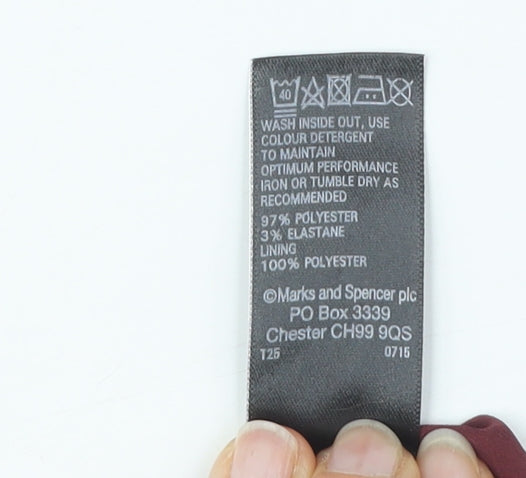 40
WASH INSIDE OUT, USE
COLOUR DETERGENT
TO MAINTAIN
OPTIMUM PERFORMANCE
IRON OR TUMBLE DRY AS
RECOMMENDED
97% POLYESTER
3% ELASTANE
LINING
100% POLYESTER
©Marks and Spencer plc
PO Box 3339
Chester CH99 9QS
T25 0715